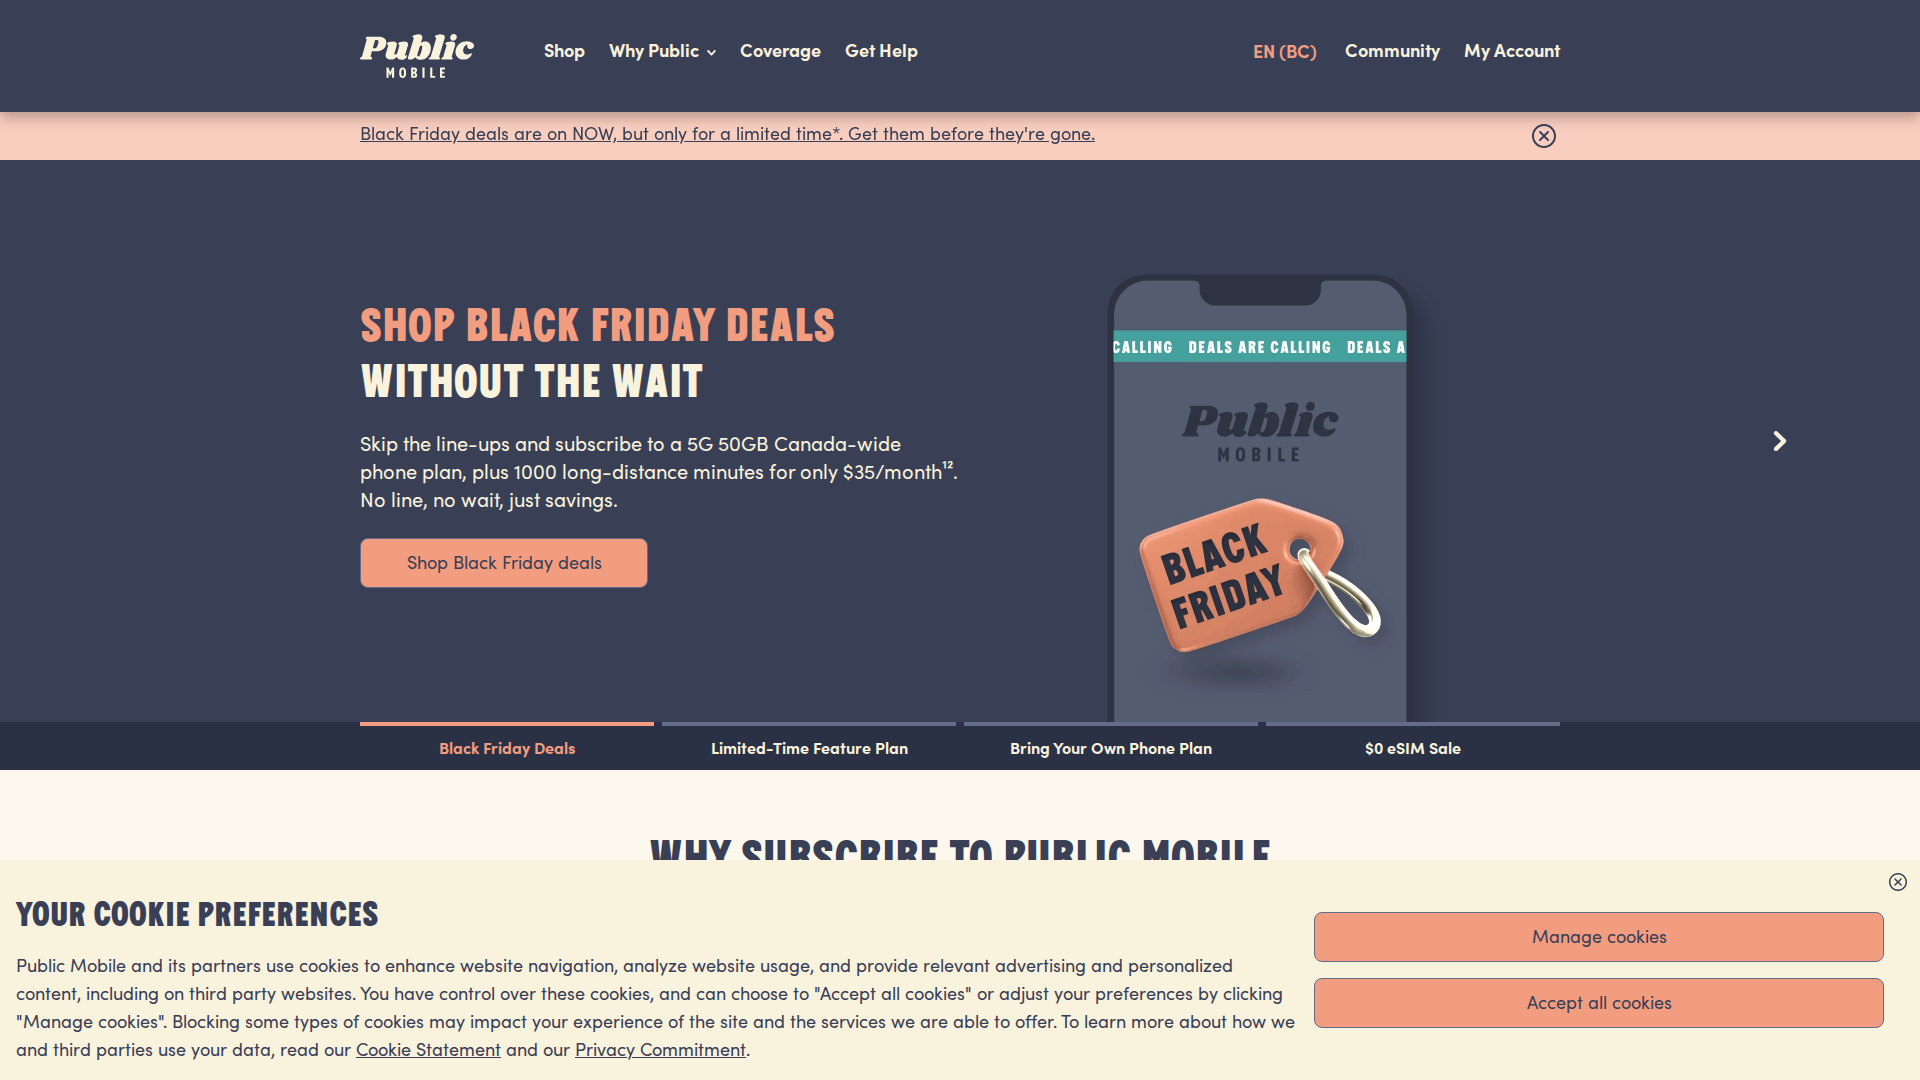 Public
MOBILE
Shop
Why Public
Coverage
Get Help
EN (BC)
Community
My Account
Black Friday deals are on NOW, but only for a limited time*. Get them before they're gone.
SHOP BLACK FRIDAY DEALS
WITHOUT THE WAIT
Skip the line-ups and subscribe to a 5G 50GB Canada-wide
phone plan, plus 1000 long-distance minutes for only $35/month¹².
No line, no wait, just savings.
Shop Black Friday deals
CALLING DEALS ARE CALLING DEALS A
Public
MOBILE
BLACK
FRIDAY
Black Friday Deals
Limited-Time Feature Plan
Bring Your Own Phone Plan
$0 eSIM Sale
WHY SUBSCRIBE TO PUBLIC MOBILE
YOUR COOKIE PREFERENCES
Public Mobile and its partners use cookies to enhance website navigation, analyze website usage, and provide relevant advertising and personalized
content, including on third party websites. You have control over these cookies, and can choose to "Accept all cookies" or adjust your preferences by clicking
"Manage cookies". Blocking some types of cookies may impact your experience of the site and the services we are able to offer. To learn more about how we
and third parties use your data, read our Cookie Statement and our Privacy Commitment.
Manage cookies
Accept all cookies